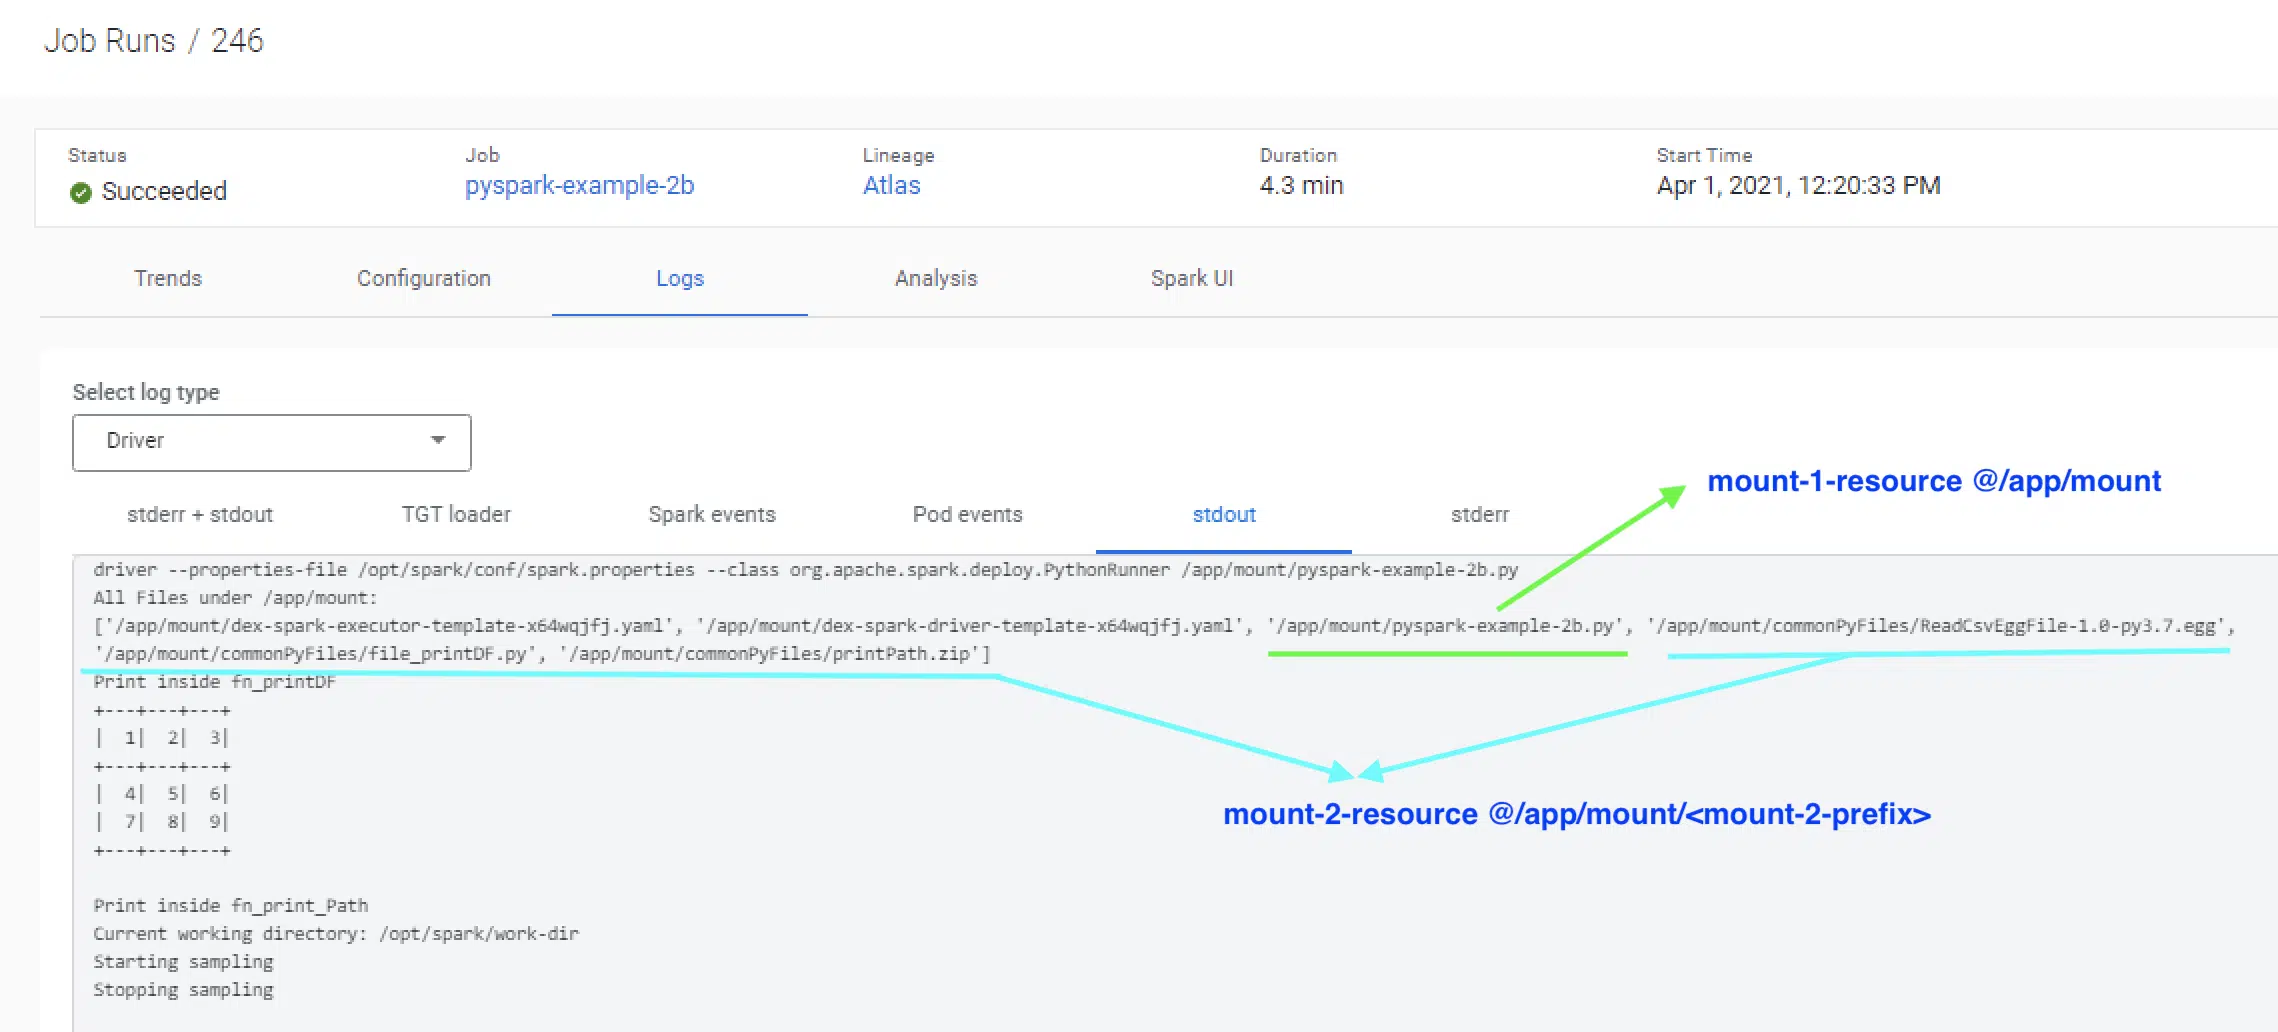 Job Runs / 246
Status
Job
Lineage
Duration
Start Time
Succeeded
pyspark-example-2b
Atlas
4.3 min
Apr 1, 2021, 12:20:33 PM
Trends
Configuration
Logs
Analysis
Spark UI
Select log type
Driver
mount-1-resource @/app/mount
stderr + stdout
TGT loader
Spark events
Pod events
stdout
stderr
driver --properties-file /opt/spark/conf/spark.properties --class org.apache.spark.deploy.PythonRunner /app/mount/pyspark-example-2b.py
All Files under /app/mount:
['/app/mount/dex-spark-executor-template-x64wqjfj.yaml', '/app/mount/dex-spark-driver-template-x64wqjfj.yaml', '/app/mount/pyspark-example-2b.py', '/app/mount/commonPyFiles/ReadCsvEggFile-1.0-py3.7.egg',
'/app/mount/commonPyFiles/file_printDF.py', '/app/mount/commonPyFiles/printPath.zip']
Print inside fn_printDF
+---+---+---+
|  1|  2|  3|
+---+---+---+
|  4|  5|  6|
|  7|  8|  9|
+---+---+---+
mount-2-resource @/app/mount/<mount-2-prefix>
Print inside fn_print_Path
Current working directory: /opt/spark/work-dir
Starting sampling
Stopping sampling